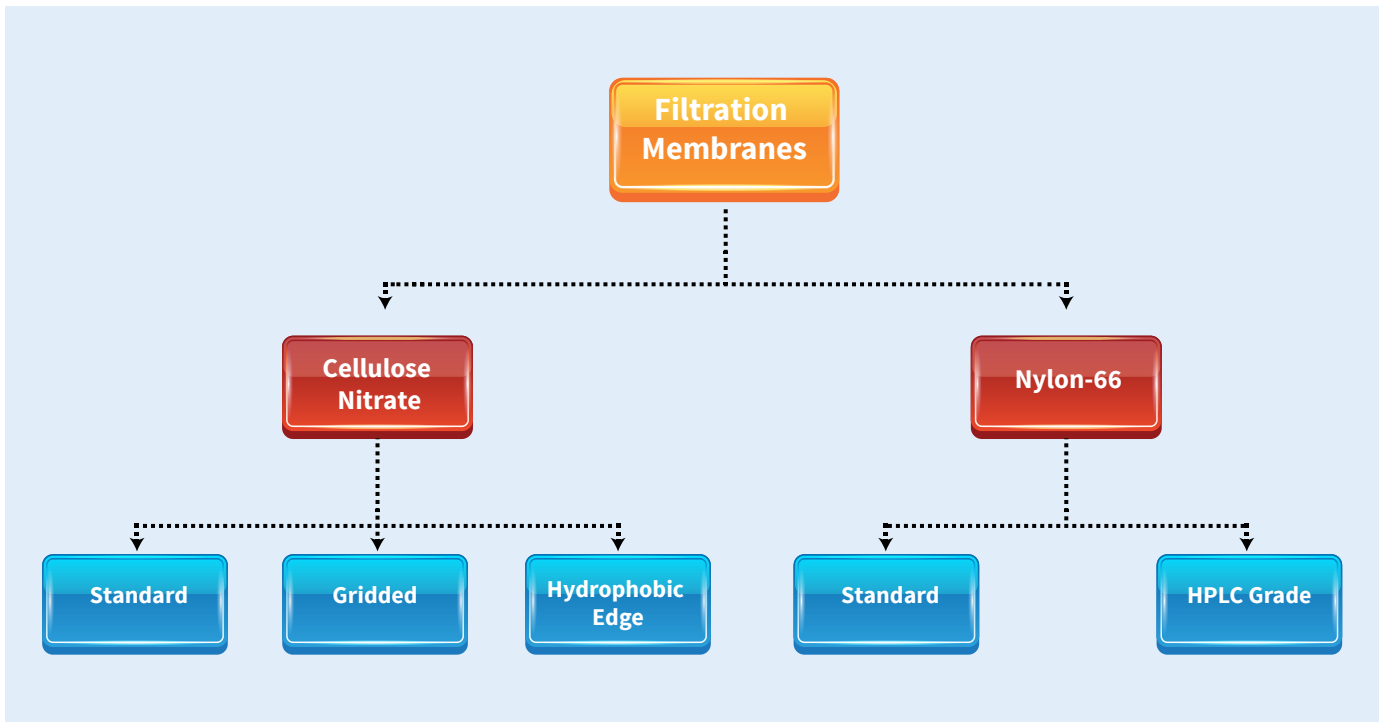 Filtration
Membranes
Cellulose
Nitrate
Nylon-66
Standard
Gridded
Hydrophobic
Edge
Standard
HPLC Grade